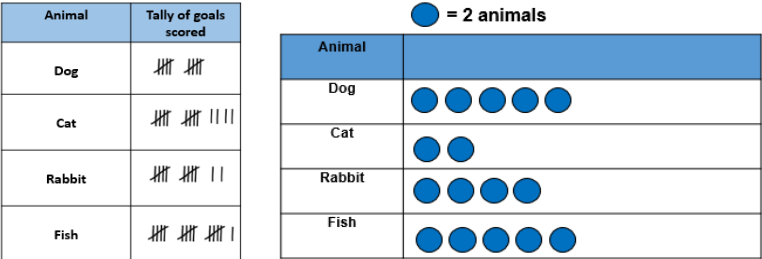 Animal
Tally of goals
scored
Dog
Cat
Rabbit
Fish
= 2 animals
Animal
Dog
Cat
Rabbit
Fish